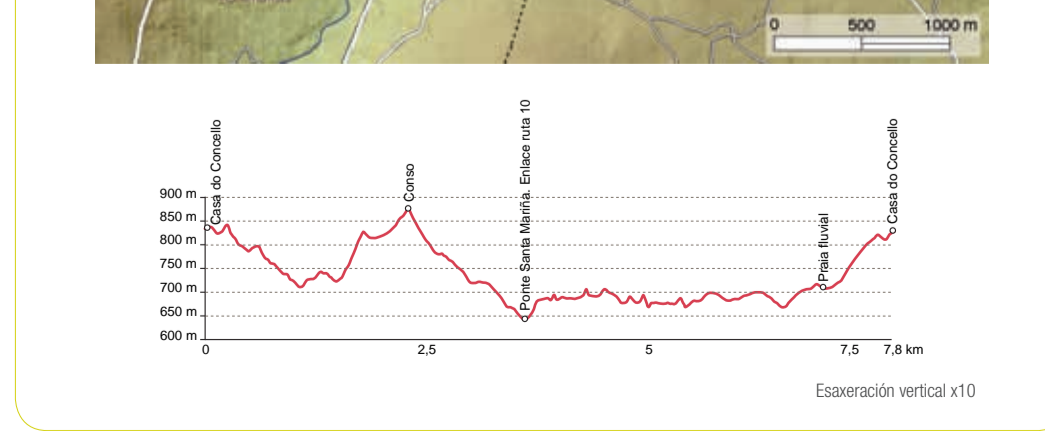 0 500 1000 m
Casa do Concello
Conso
Ponte Santa Mariña. Enlace ruta 10
Praia fluvial
Casa do Concello
900 m
850 m
800 m
750 m
700 m
650 m
600 m
0 2,5 5 7,5 7,8 km
Esaxeración vertical x10